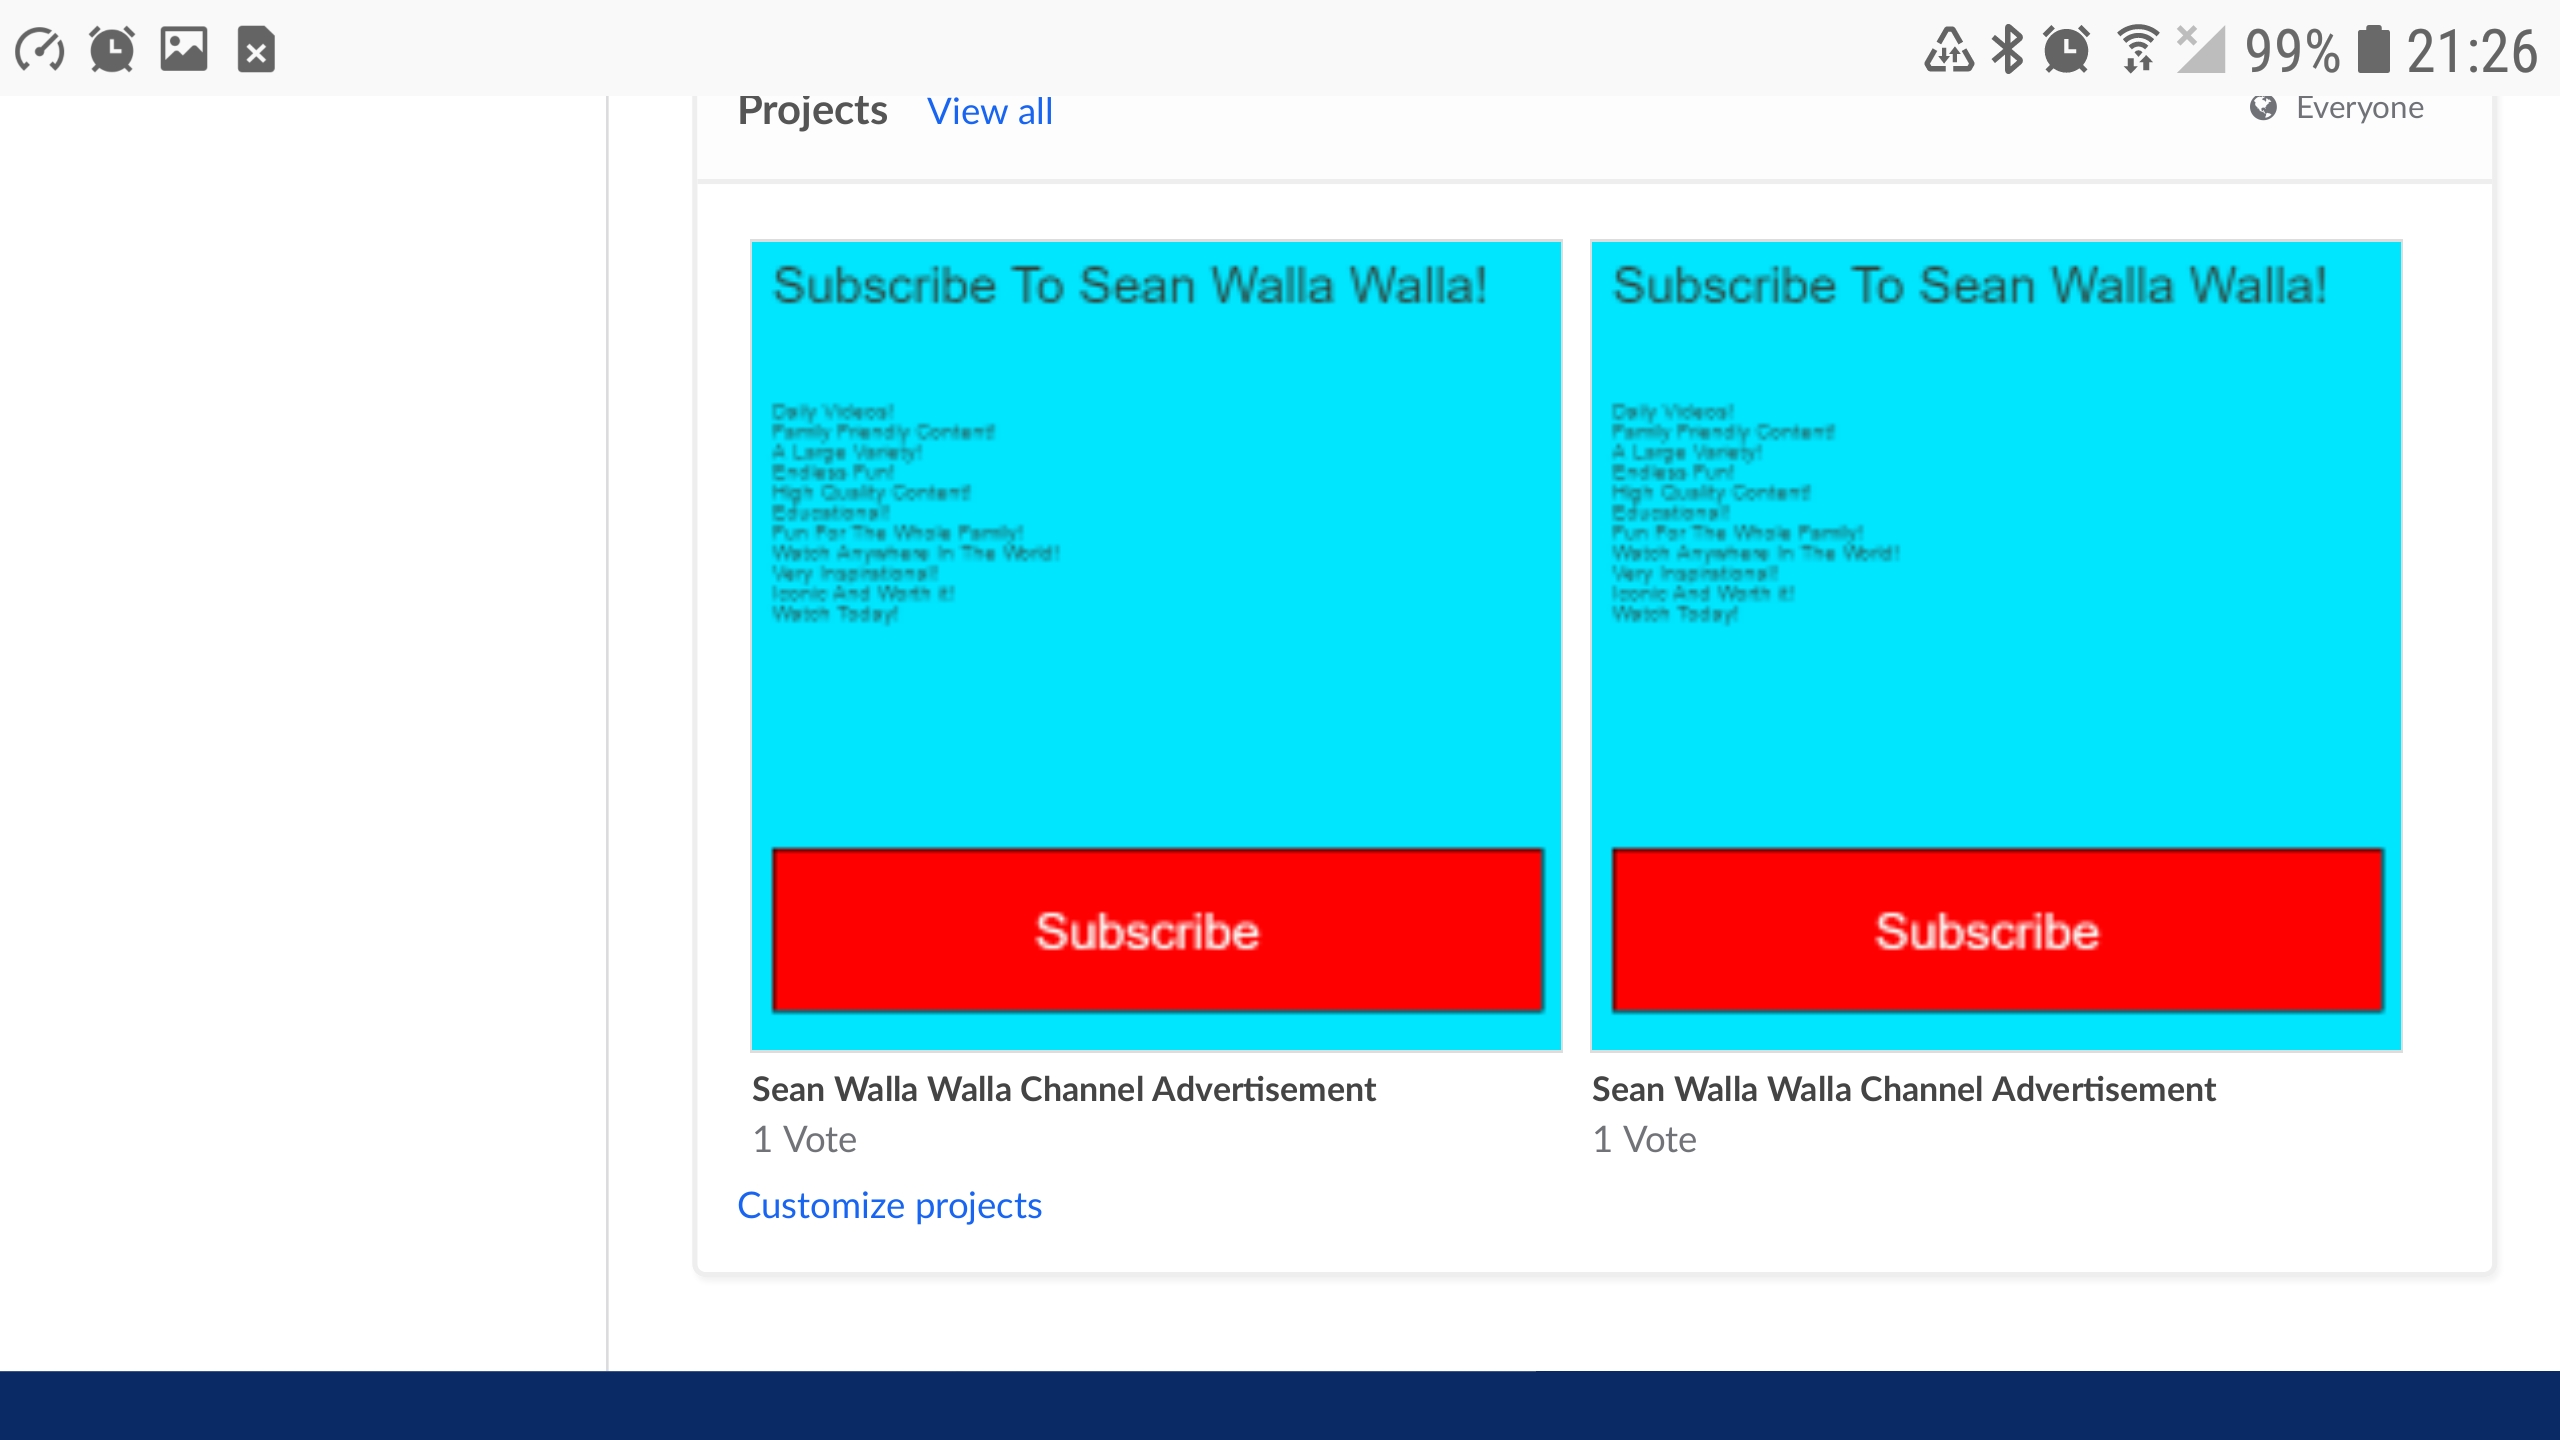 99% 21:26
Projects View all Everyone
Subscribe To Sean Walla Walla!
Daily Videos!
Family Friendly Content!
A Large Variety!
Endless Fun!
High Quality Content!
Educational!
Fun For The Whole Family!
Watch Anywhere In The World!
Very Inspirational!
Iconic And Worth it!
Watch Today!
Subscribe
Sean Walla Walla Channel Advertisement
1 Vote
Subscribe To Sean Walla Walla!
Daily Videos!
Family Friendly Content!
A Large Variety!
Endless Fun!
High Quality Content!
Educational!
Fun For The Whole Family!
Watch Anywhere In The World!
Very Inspirational!
Iconic And Worth it!
Watch Today!
Subscribe
Sean Walla Walla Channel Advertisement
1 Vote
Customize projects